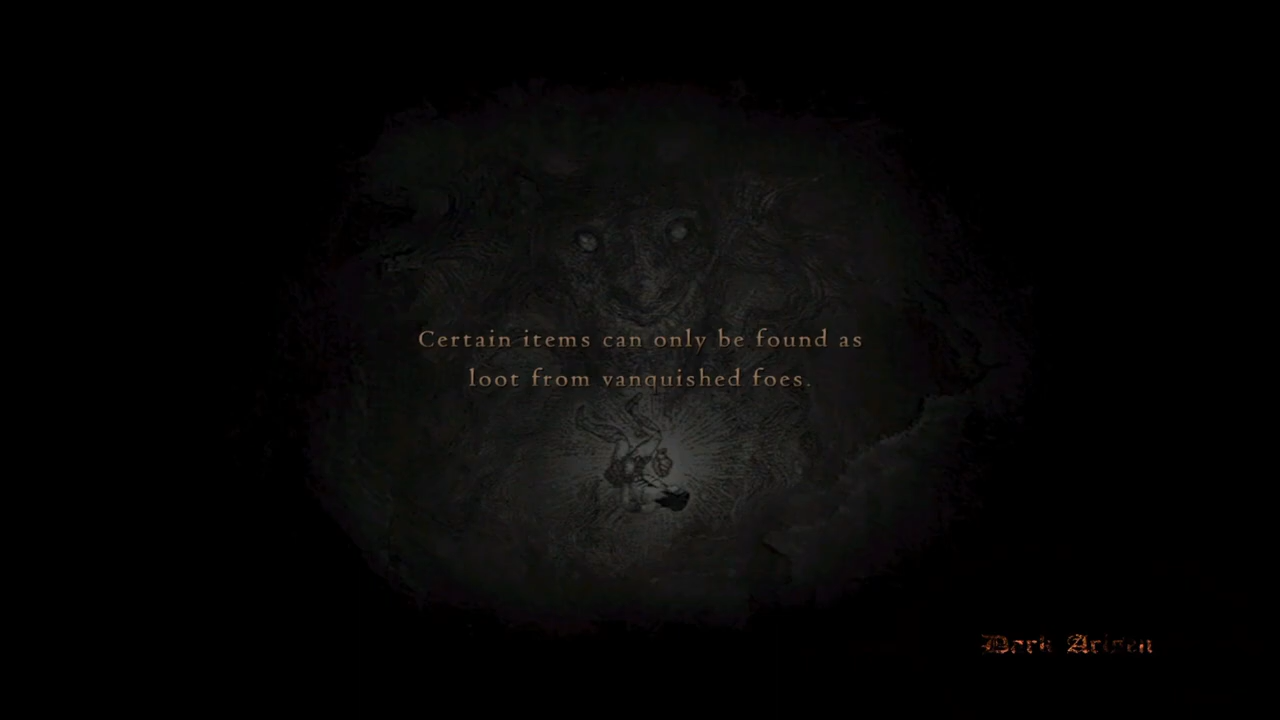 Certain items can only be found as
loot from vanquished foes.
Dark Arisen